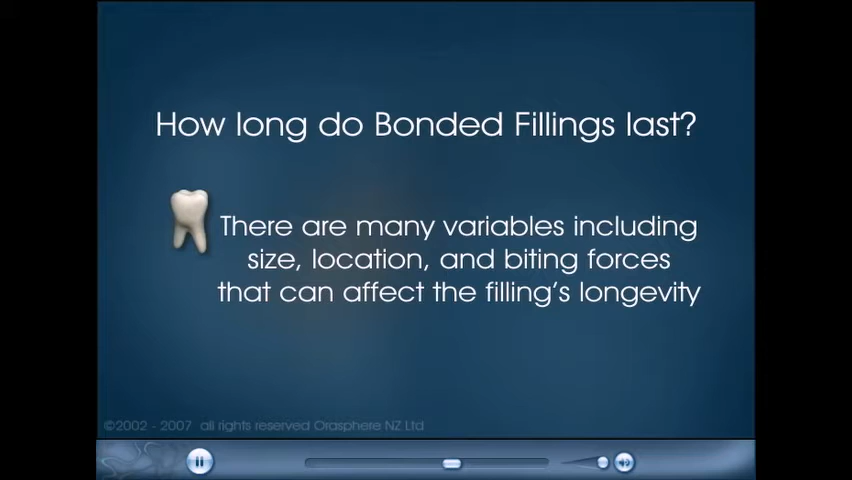 How long do Bonded Fillings last?
There are many variables including
size, location, and biting forces
that can affect the filling's longevity
©2002 - 2007 all rights reserved Orasphere NZ Ltd